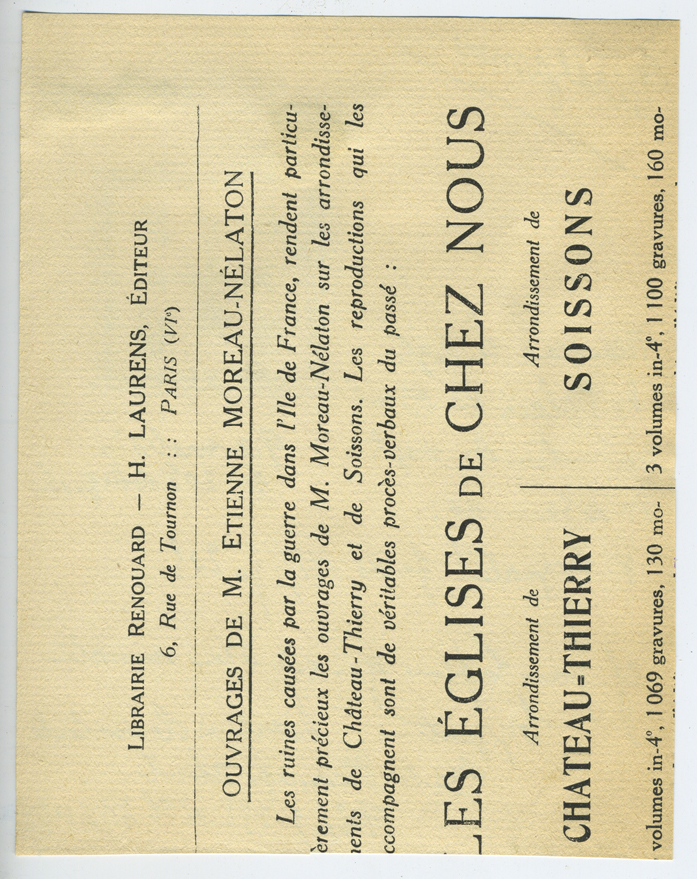 LIBRAIRIE RENOUARD — H. LAURENS, ÉDITEUR
6, Rue de Tournon : : PARIS (VIᵉ)
OUVRAGES DE M. ETIENNE MOREAU-NÉLATON
Les ruines causées par la guerre dans l'Ile de France, rendent particu-
èrement précieux les ouvrages de M. Moreau-Nélaton sur les arrondisse-
ents de Château-Thierry et de Soissons. Les reproductions qui les
ccompagnent sont de véritables procès-verbaux du passé :
LES ÉGLISES DE CHEZ NOUS
Arrondissement de
CHATEAU=THIERRY
volumes in-4º, 1 069 gravures, 130 mo-
Arrondissement de
SOISSONS
3 volumes in-4º, 1 100 gravures, 160 mo-